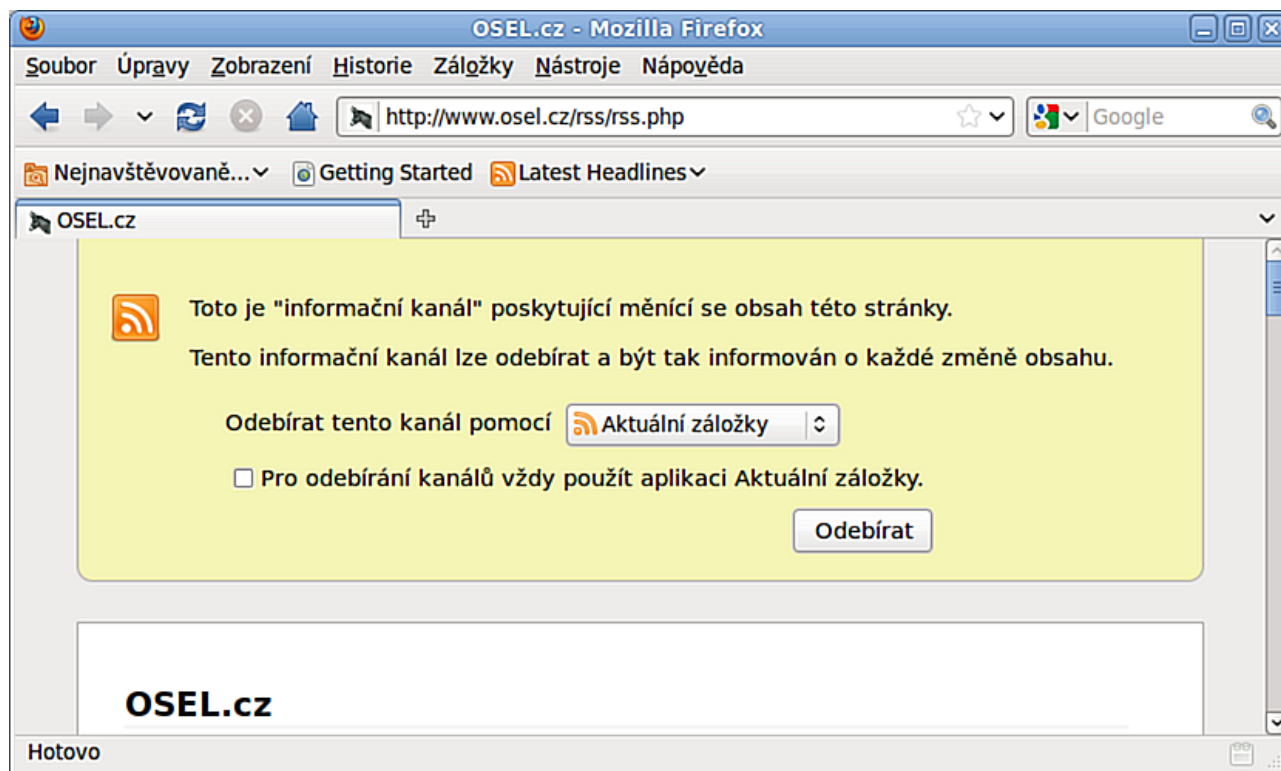 OSEL.cz - Mozilla Firefox
Soubor Úpravy Zobrazení Historie Záložky Nástroje Nápověda
http://www.osel.cz/rss/rss.php Google
Nejnavštěvovaně... Getting Started Latest Headlines
OSEL.cz
Toto je "informační kanál" poskytující měnící se obsah této stránky.
Tento informační kanál lze odebírat a být tak informován o každé změně obsahu.
Odebírat tento kanál pomocí Aktuální záložky
Pro odebírání kanálů vždy použít aplikaci Aktuální záložky.
Odebírat
OSEL.cz
Hotovo